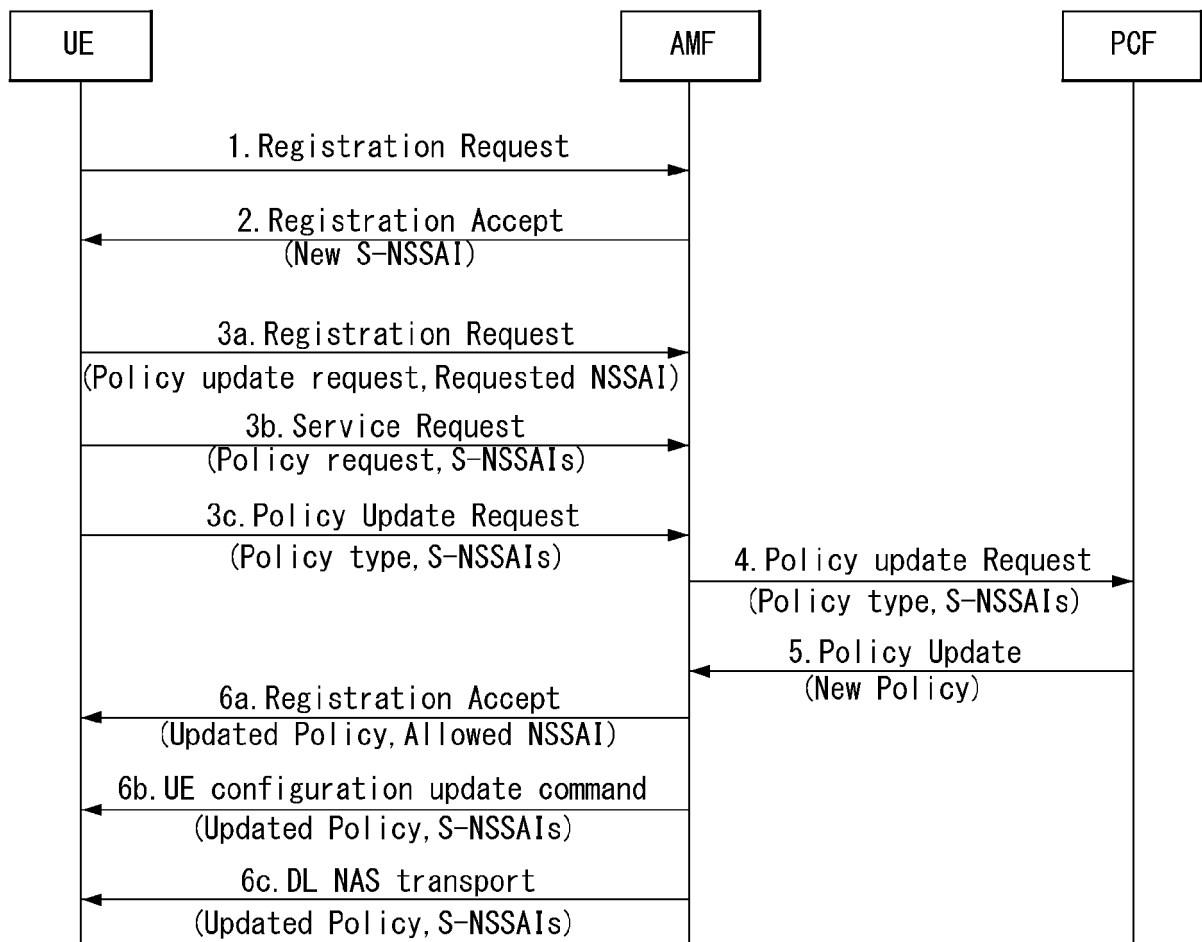 UE
AMF
PCF
1.Registration Request
2.Registration Accept
(New S-NSSAI)
3a.Registration Request
(Policy update request,Requested NSSAI)
3b.Service Request
(Policy request,S-NSSAIs)
3c.Policy Update Request
(Policy type,S-NSSAIs)
4.Policy update Request
(Policy type,S-NSSAIs)
5.Policy Update
(New Policy)
6a.Registration Accept
(Updated Policy,Allowed NSSAI)
6b.UE configuration update command
(Updated Policy,S-NSSAIs)
6c.DL NAS transport
(Updated Policy,S-NSSAIs)